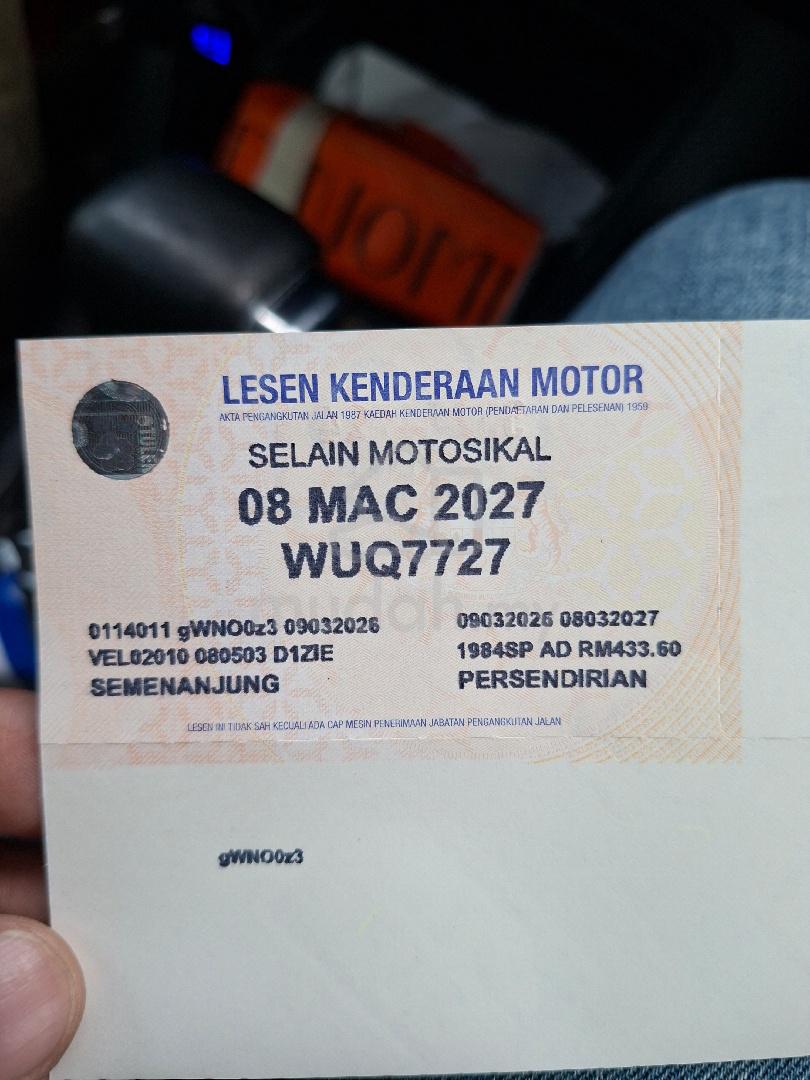 LESEN KENDERAAN MOTOR
AKTA PENGANGKUTAN JALAN 1987 KAEDAH KENDERAAN MOTOR (PENDAFTARAN DAN PELESENAN) 1959
SELAIN MOTOSIKAL
08 MAC 2027
WUQ7727
0114011 gWNO0z3 09032026
09032026 08032027
VEL02010 080503 D1ZIE
1984SP AD RM433.60
SEMENANJUNG
PERSENDIRIAN
LESEN INI TIDAK SAH KECUALI ADA CAP MESIN PENERIMAAN JABATAN PENGANGKUTAN JALAN
gWNO0z3
mudah